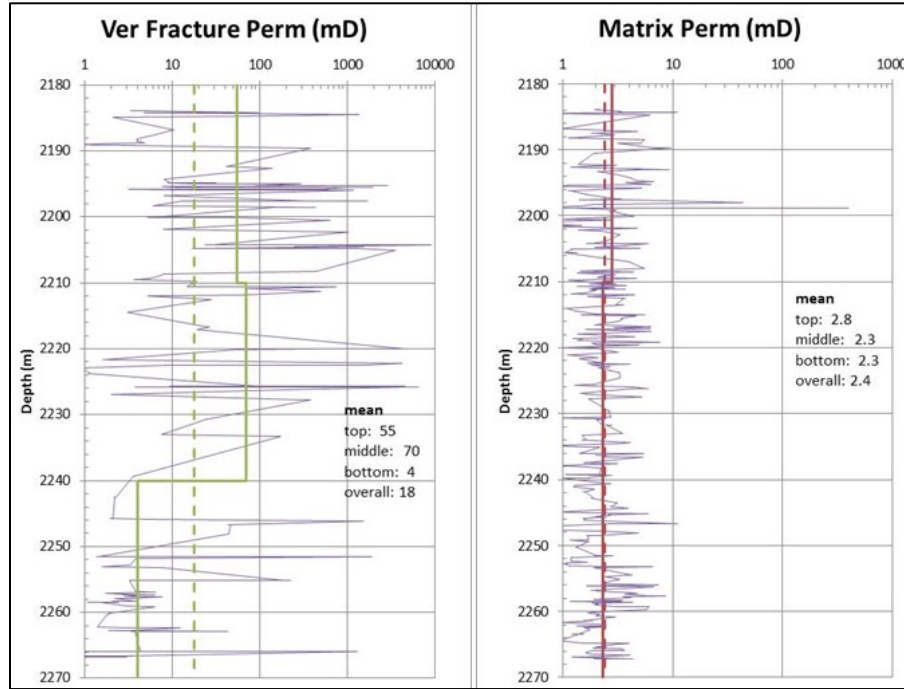 Ver Fracture Perm (mD)
1 10 100 1000 10000
2180
2190
2200
2210
2220
2230
2240
2250
2260
2270
Depth (m)
mean
top: 55
middle: 70
bottom: 4
overall: 18
Matrix Perm (mD)
1 10 100 1000
2180
2190
2200
2210
2220
2230
2240
2250
2260
2270
Depth (m)
mean
top: 2.8
middle: 2.3
bottom: 2.3
overall: 2.4